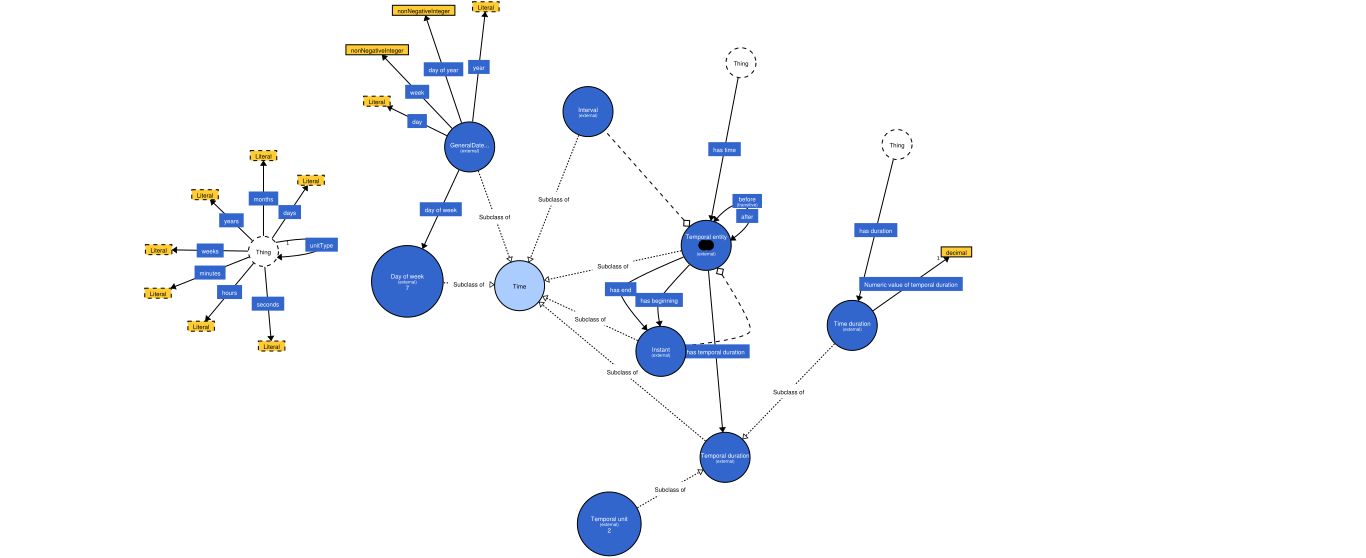 nonNegativeInteger
Literal
nonNegativeInteger
day of year
year
week
Literal
day
GeneralDate...
(external)
Interval
(external)
Thing
has time
Thing
Literal
Literal
Literal
months
days
years
unitType
1
Literal
weeks
Thing
minutes
Literal
hours
seconds
Literal
Literal
day of week
Subclass of
Subclass of
before
(transitive)
after
Temporal entity
(external)
has duration
decimal
1
Numeric value of temporal duration
Day of week
(external)
7
Subclass of
Time
Subclass of
has end
has beginning
Subclass of
Instant
(external)
has temporal duration
Time duration
(external)
Subclass of
Subclass of
Temporal duration
(external)
Subclass of
Temporal unit
(external)
2